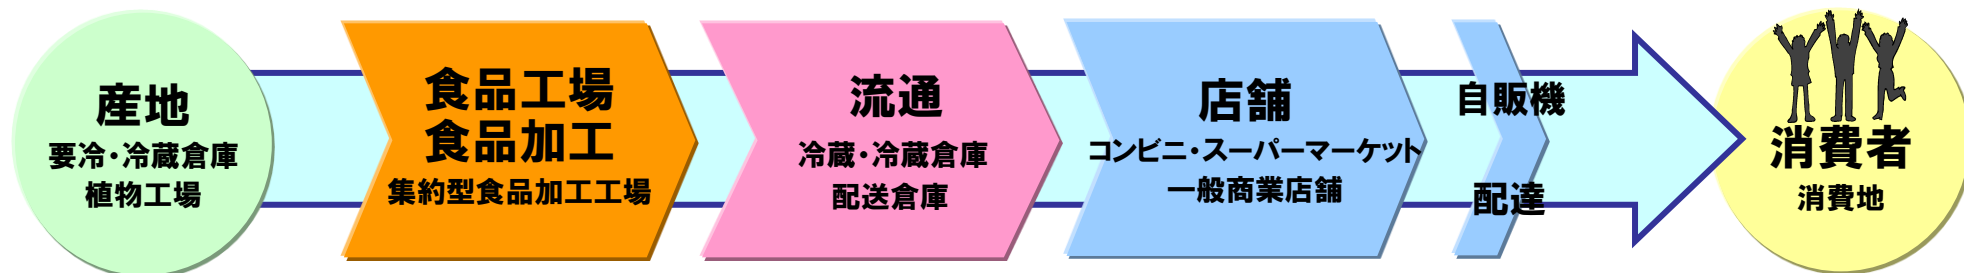 産地
要冷・冷蔵倉庫
植物工場
食品工場
食品加工
集約型食品加工工場
流通
冷蔵・冷蔵倉庫
配送倉庫
店舗
コンビニ・スーパーマーケット
一般商業店舗
自販機
配達
消費者
消費地